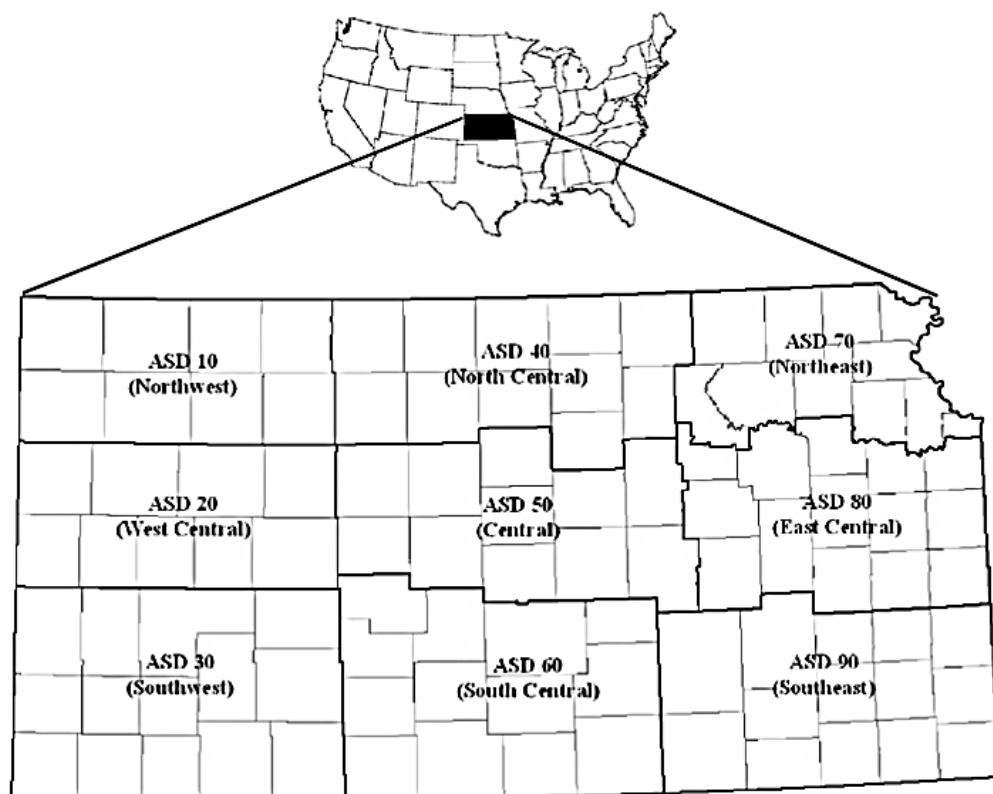 ASD 10
(Northwest)
ASD 40
(North Central)
ASD 70
(Northeast)
ASD 20
(West Central)
ASD 50
(Central)
ASD 80
(East Central)
ASD 30
(Southwest)
ASD 60
(South Central)
ASD 90
(Southeast)